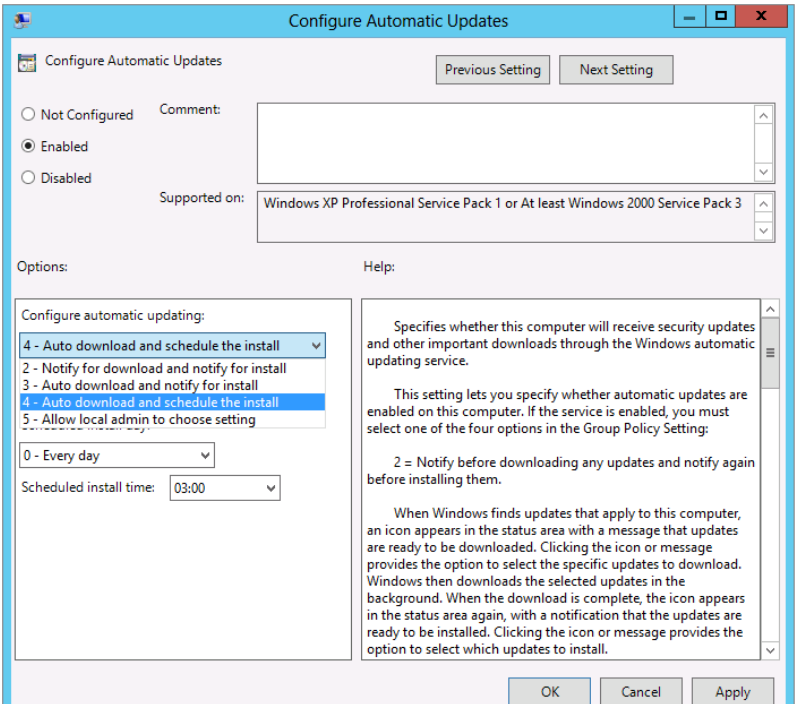 Configure Automatic Updates
Configure Automatic Updates
Previous Setting
Next Setting
Not Configured
Enabled
Disabled
Comment:
Supported on:
Windows XP Professional Service Pack 1 or At least Windows 2000 Service Pack 3
Options:
Help:
Configure automatic updating:
4 - Auto download and schedule the install
2 - Notify for download and notify for install
3 - Auto download and notify for install
4 - Auto download and schedule the install
5 - Allow local admin to choose setting
0 - Every day
Scheduled install time:
03:00
Specifies whether this computer will receive security updates
and other important downloads through the Windows automatic
updating service.
This setting lets you specify whether automatic updates are
enabled on this computer. If the service is enabled, you must
select one of the four options in the Group Policy Setting:
2 = Notify before downloading any updates and notify again
before installing them.
When Windows finds updates that apply to this computer,
an icon appears in the status area with a message that updates
are ready to be downloaded. Clicking the icon or message
provides the option to select the specific updates to download.
Windows then downloads the selected updates in the
background. When the download is complete, the icon appears
in the status area again, with a notification that the updates are
ready to be installed. Clicking the icon or message provides the
option to select which updates to install.
OK
Cancel
Apply